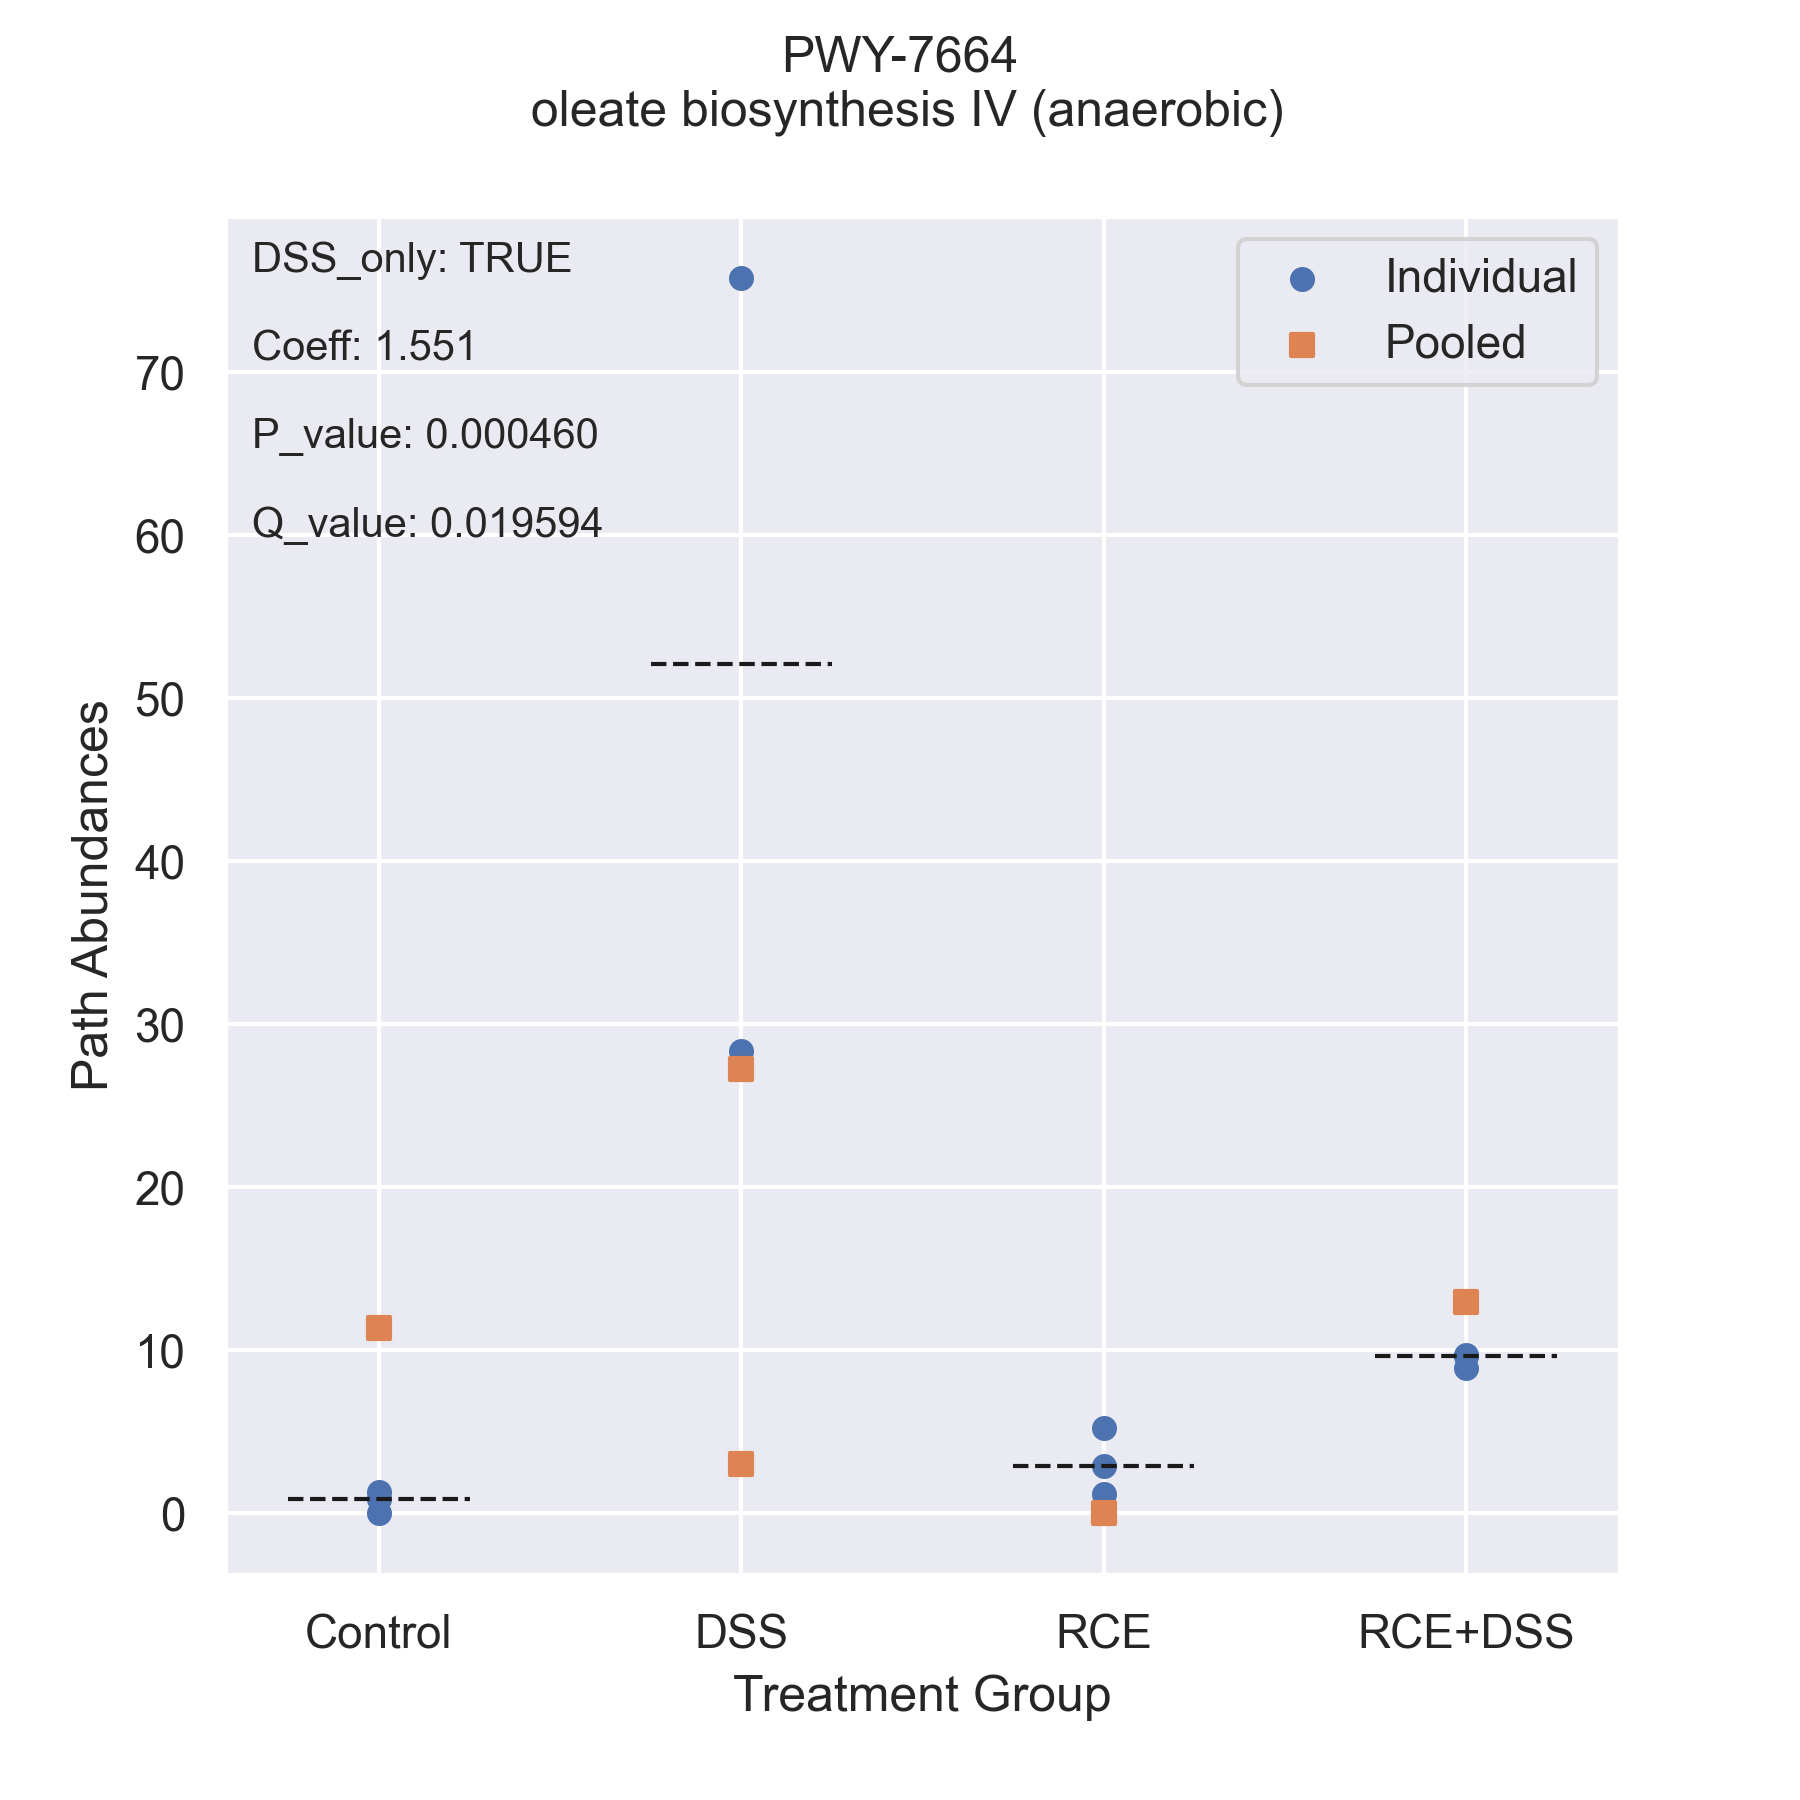 PWY-7664
oleate biosynthesis IV (anaerobic)
DSS_only: TRUE
Coeff: 1.551
P_value: 0.000460
Q_value: 0.019594
Individual
Pooled
70
60
50
40
30
20
10
0
Path Abundances
Control
DSS
RCE
RCE+DSS
Treatment Group